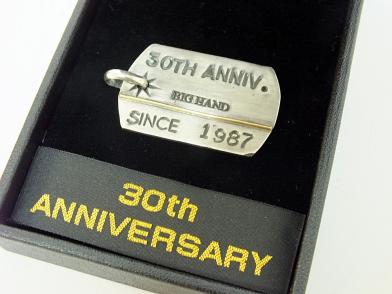 30TH ANNIV.
BIG HAND
SINCE 1987
30th
ANNIVERSARY